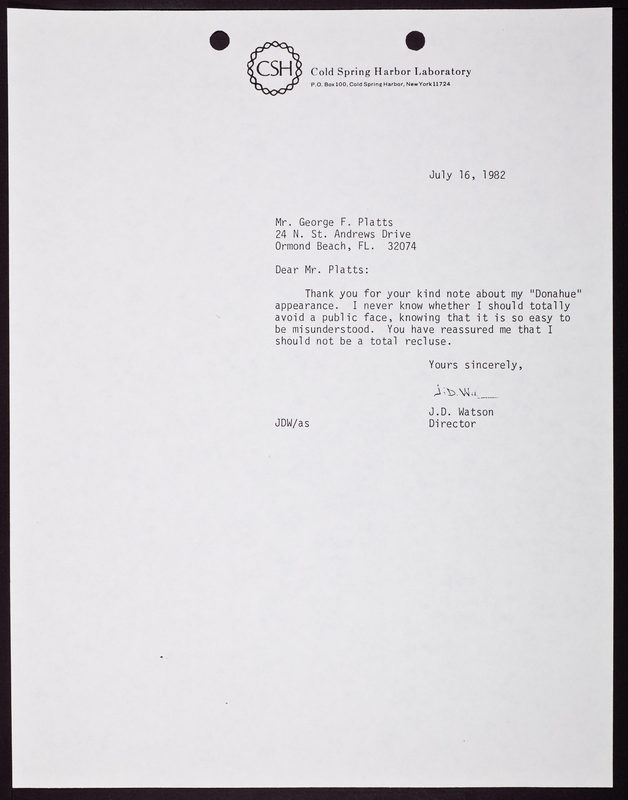 CSH
Cold Spring Harbor Laboratory
P.O. Box 100, Cold Spring Harbor, New York 11724
July 16, 1982
Mr. George F. Platts
24 N. St. Andrews Drive
Ormond Beach, FL. 32074
Dear Mr. Platts:
Thank you for your kind note about my "Donahue"
appearance. I never know whether I should totally
avoid a public face, knowing that it is so easy to
be misunderstood. You have reassured me that I
should not be a total recluse.
Yours sincerely,
J.D. Wa
J.D. Watson
JDW/as Director